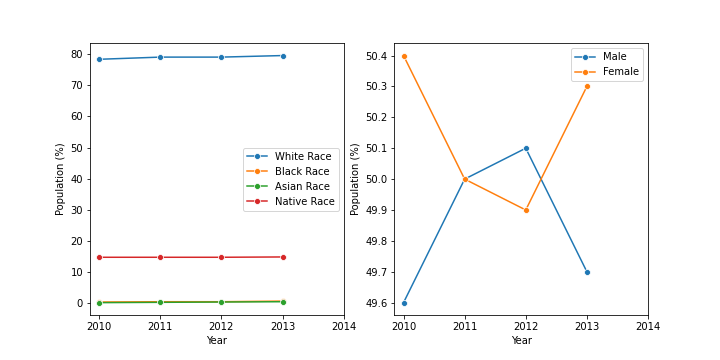 80
70
60
50
40
30
20
10
0
Population (%)
2010 2011 2012 2013 2014
Year
White Race
Black Race
Asian Race
Native Race
50.4
50.3
50.2
50.1
50.0
49.9
49.8
49.7
49.6
Population (%)
2010 2011 2012 2013 2014
Year
Male
Female